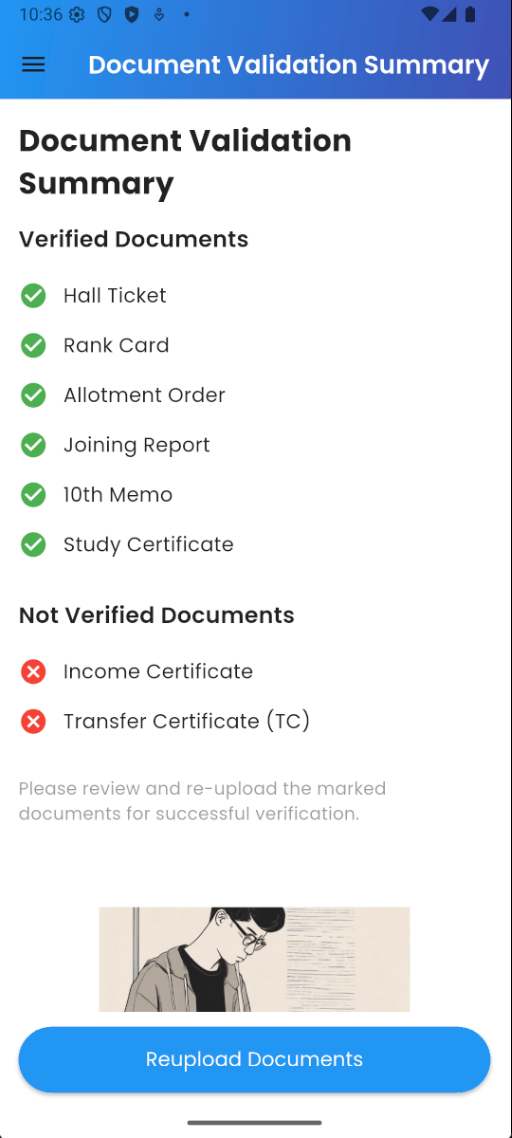 10:36
Document Validation Summary
Document Validation
Summary
Verified Documents
Hall Ticket
Rank Card
Allotment Order
Joining Report
10th Memo
Study Certificate
Not Verified Documents
Income Certificate
Transfer Certificate (TC)
Please review and re-upload the marked
documents for successful verification.
Reupload Documents